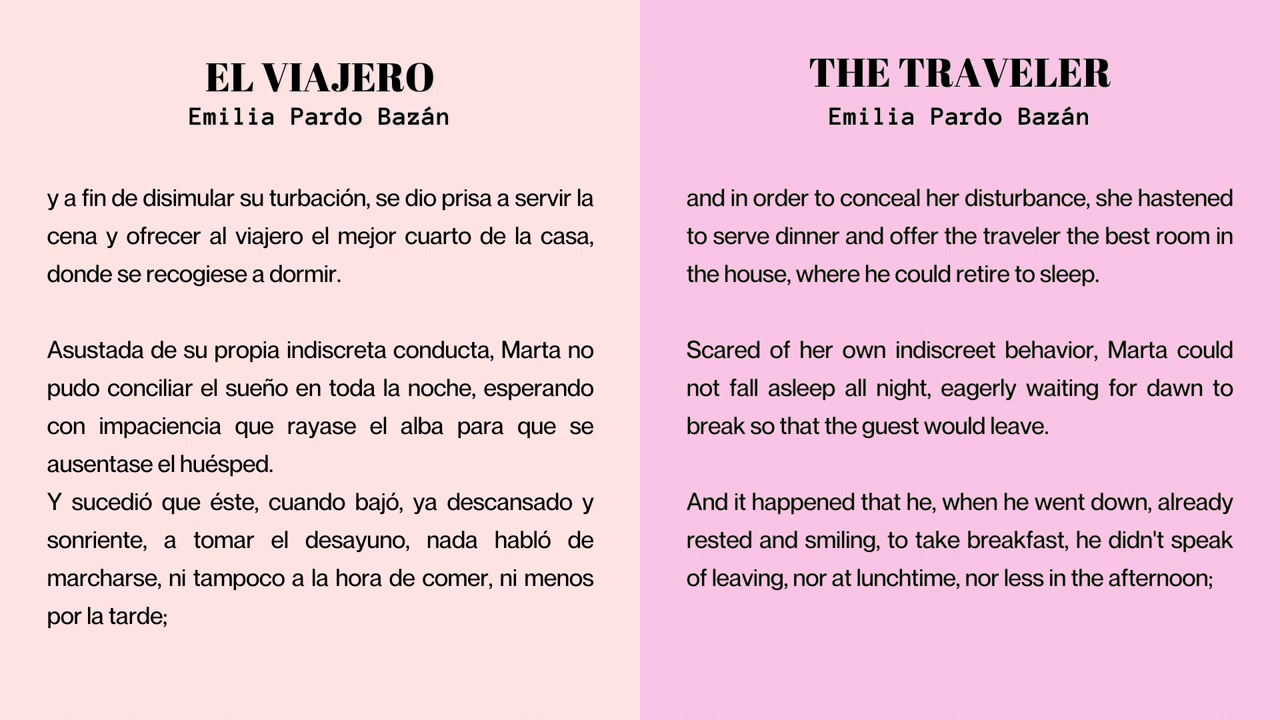 EL VIAJERO
Emilia Pardo Bazán
y a fin de disimular su turbación, se dio prisa a servir la
cena y ofrecer al viajero el mejor cuarto de la casa,
donde se recogiese a dormir.
Asustada de su propia indiscreta conducta, Marta no
pudo conciliar el sueño en toda la noche, esperando
con impaciencia que rayase el alba para que se
ausentase el huésped.
Y sucedió que éste, cuando bajó, ya descansado y
sonriente, a tomar el desayuno, nada habló de
marcharse, ni tampoco a la hora de comer, ni menos
por la tarde;
THE TRAVELER
Emilia Pardo Bazán
and in order to conceal her disturbance, she hastened
to serve dinner and offer the traveler the best room in
the house, where he could retire to sleep.
Scared of her own indiscreet behavior, Marta could
not fall asleep all night, eagerly waiting for dawn to
break so that the guest would leave.
And it happened that he, when he went down, already
rested and smiling, to take breakfast, he didn't speak
of leaving, nor at lunchtime, nor less in the afternoon;